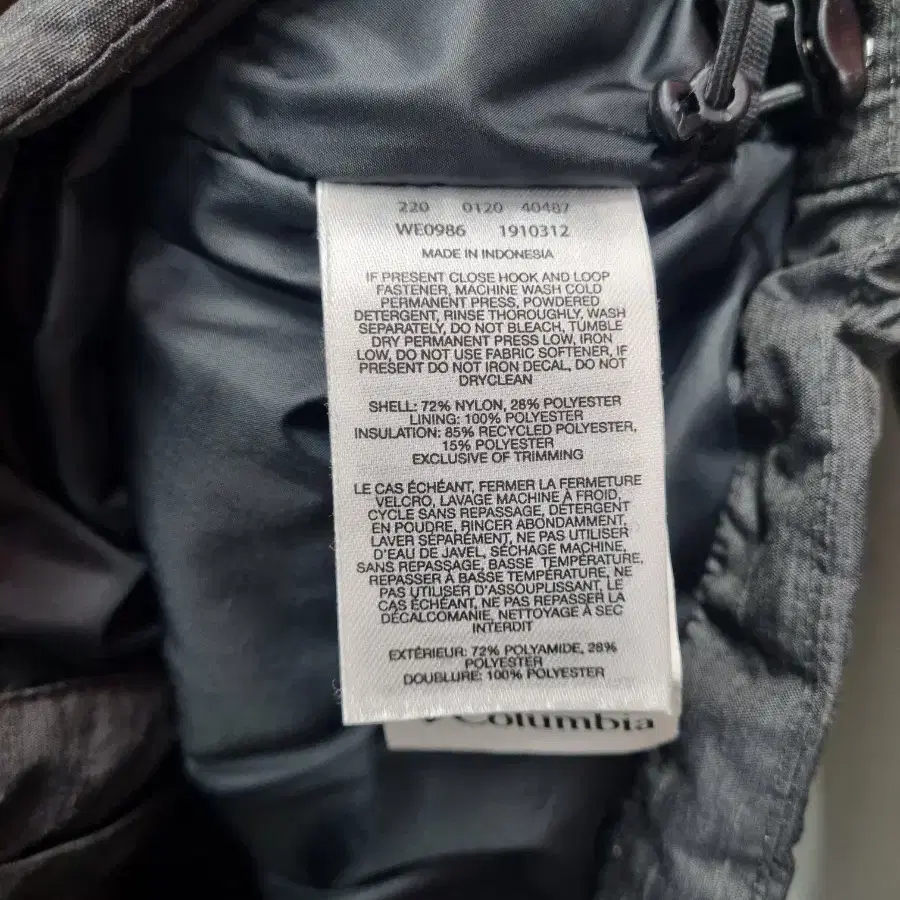 220 0120 40487
WE0986 1910312
MADE IN INDONESIA
IF PRESENT CLOSE HOOK AND LOOP
FASTENER, MACHINE WASH COLD
PERMANENT PRESS, POWDERED
DETERGENT, RINSE THOROUGHLY, WASH
SEPARATELY, DO NOT BLEACH, TUMBLE
DRY PERMANENT PRESS LOW, IRON
LOW, DO NOT USE FABRIC SOFTENER, IF
PRESENT DO NOT IRON DECAL, DO NOT
DRYCLEAN
SHELL: 72% NYLON, 28% POLYESTER
LINING: 100% POLYESTER
INSULATION: 85% RECYCLED POLYESTER,
15% POLYESTER
EXCLUSIVE OF TRIMMING
LE CAS ÉCHÉANT, FERMER LA FERMETURE
VELCRO, LAVAGE MACHINE À FROID,
CYCLE SANS REPASSAGE, DÉTERGENT
EN POUDRE, RINCER ABONDAMMENT,
LAVER SÉPARÉMENT, NE PAS UTILISER
D'EAU DE JAVEL, SÉCHAGE MACHINE,
SANS REPASSAGE, BASSE TEMPÉRATURE,
REPASSER À BASSE TEMPÉRATURE, NE
PAS UTILISER D'ASSOUPLISSANT, LE
CAS ÉCHÉANT, NE PAS REPASSER LA
DÉCALCOMANIE, NETTOYAGE À SEC
INTERDIT
EXTÉRIEUR: 72% POLYAMIDE, 28%
POLYESTER
DOUBLURE: 100% POLYESTER
Columbia